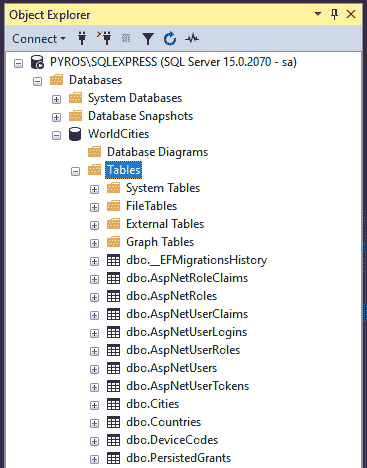 Object Explorer
Connect
PYROS\SQLEXPRESS (SQL Server 15.0.2070 - sa)
Databases
System Databases
Database Snapshots
WorldCities
Database Diagrams
Tables
System Tables
FileTables
External Tables
Graph Tables
dbo.__EFMigrationsHistory
dbo.AspNetRoleClaims
dbo.AspNetRoles
dbo.AspNetUserClaims
dbo.AspNetUserLogins
dbo.AspNetUserRoles
dbo.AspNetUsers
dbo.AspNetUserTokens
dbo.Cities
dbo.Countries
dbo.DeviceCodes
dbo.PersistedGrants